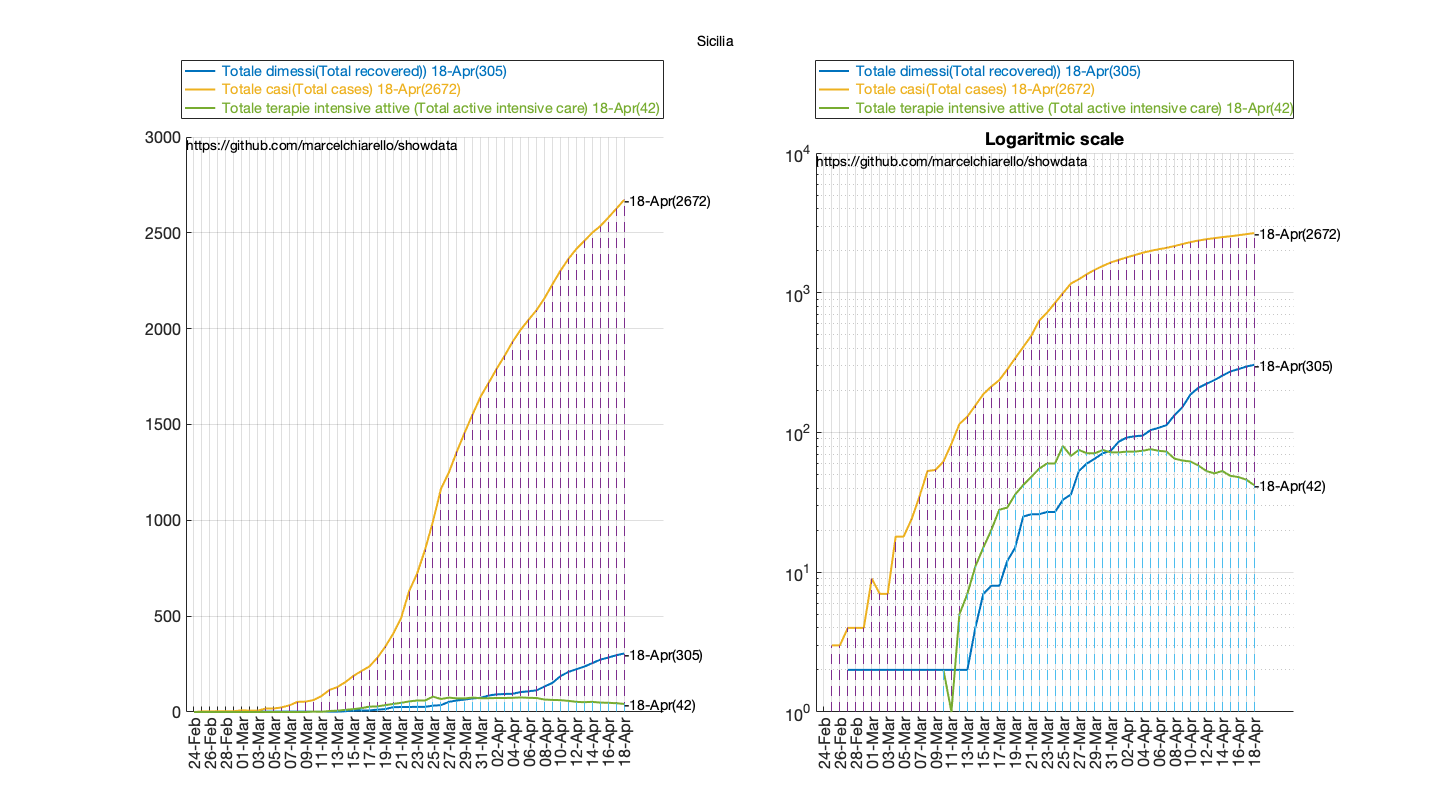 Sicilia
Totale dimessi(Total recovered)) 18-Apr(305)
Totale casi(Total cases) 18-Apr(2672)
Totale terapie intensive attive (Total active intensive care) 18-Apr(42)
https://github.com/marcelchiarello/showdata
3000
2500
2000
1500
1000
500
0
18-Apr(2672)
18-Apr(305)
18-Apr(42)
24-Feb
26-Feb
28-Feb
01-Mar
03-Mar
05-Mar
07-Mar
09-Mar
11-Mar
13-Mar
15-Mar
17-Mar
19-Mar
21-Mar
23-Mar
25-Mar
27-Mar
29-Mar
31-Mar
02-Apr
04-Apr
06-Apr
08-Apr
10-Apr
12-Apr
14-Apr
16-Apr
18-Apr
Totale dimessi(Total recovered)) 18-Apr(305)
Totale casi(Total cases) 18-Apr(2672)
Totale terapie intensive attive (Total active intensive care) 18-Apr(42)
Logaritmic scale
https://github.com/marcelchiarello/showdata
10^4
10^3
10^2
10^1
10^0
18-Apr(2672)
18-Apr(305)
18-Apr(42)
24-Feb
26-Feb
28-Feb
01-Mar
03-Mar
05-Mar
07-Mar
09-Mar
11-Mar
13-Mar
15-Mar
17-Mar
19-Mar
21-Mar
23-Mar
25-Mar
27-Mar
29-Mar
31-Mar
02-Apr
04-Apr
06-Apr
08-Apr
10-Apr
12-Apr
14-Apr
16-Apr
18-Apr